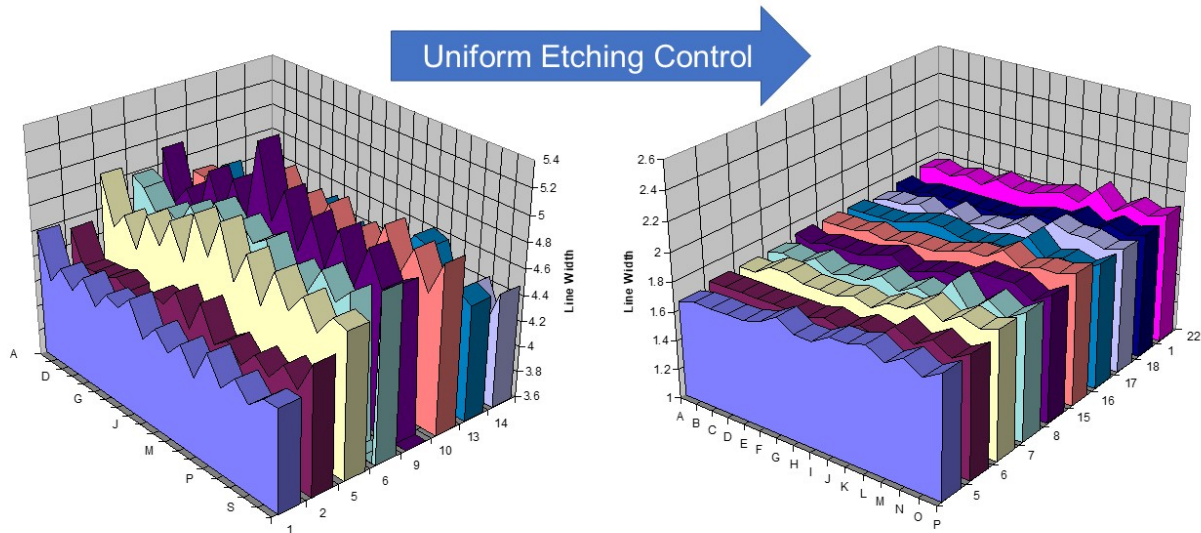 Uniform Etching Control
5.4
5.2
5
4.8
4.6
4.4
4.2
4
3.8
3.6
Line Width
A
D
G
J
M
P
S
1
2
5
6
9
10
13
14
2.6
2.4
2.2
2
1.8
1.6
1.4
1.2
1
Line Width
A
B
C
D
E
F
G
H
I
J
K
L
M
N
O
P
5
6
7
8
15
16
17
18
1
22